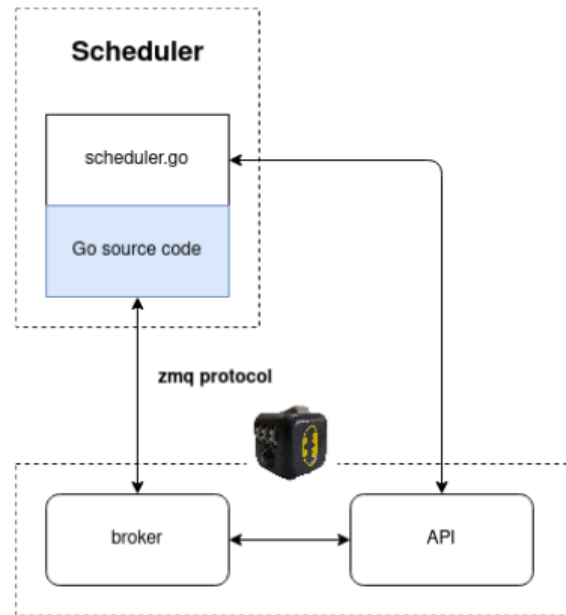 Scheduler
scheduler.go
Go source code
zmq protocol
broker
API